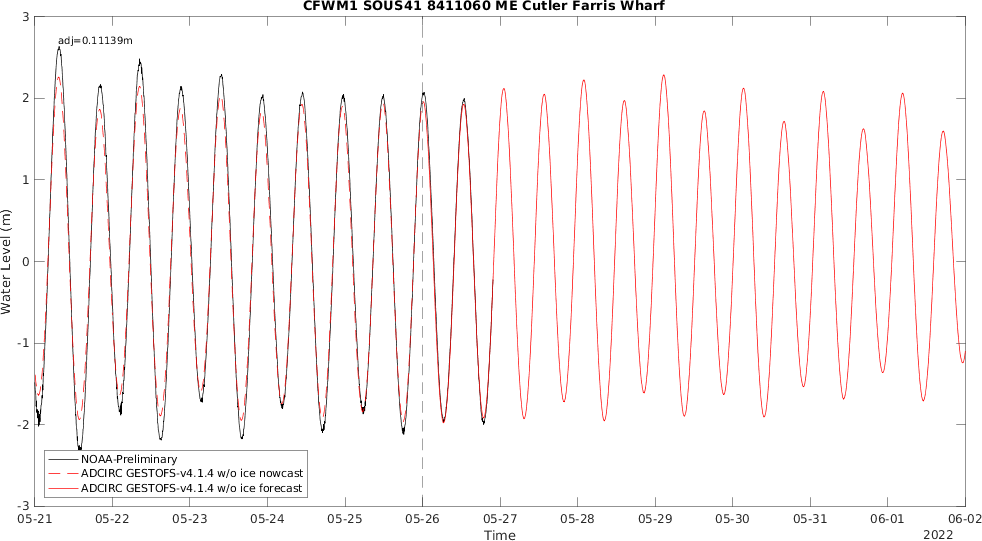 CFWM1 SOUS41 8411060 ME Cutler Farris Wharf
adj=0.11139m
3
2
1
0
-1
-2
-3
Water Level (m)
NOAA-Preliminary
ADCIRC GESTOFS-v4.1.4 w/o ice nowcast
ADCIRC GESTOFS-v4.1.4 w/o ice forecast
05-21 05-22 05-23 05-24 05-25 05-26 05-27 05-28 05-29 05-30 05-31 06-01 06-02
Time
2022